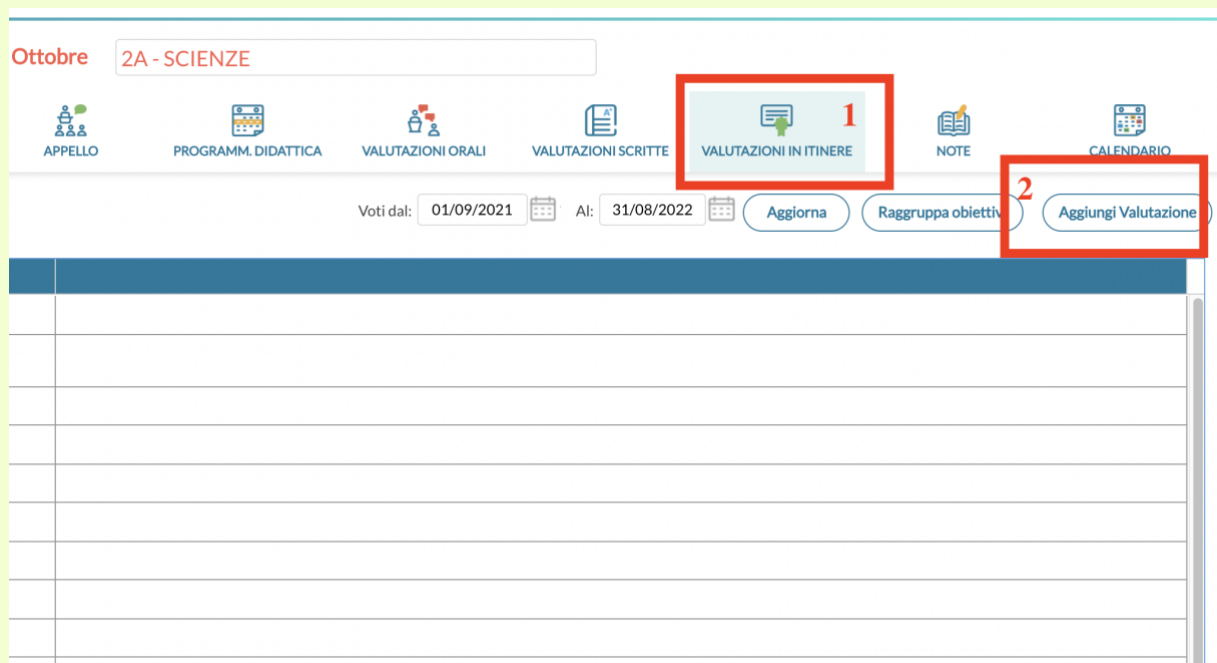 Ottobre 2A - SCIENZE
APPELLO PROGRAMM. DIDATTICA VALUTAZIONI ORALI VALUTAZIONI SCRITTE VALUTAZIONI IN ITINERE 1 NOTE CALENDARIO
2
Voti dal: 01/09/2021 Al: 31/08/2022 Aggiorna Raggruppa obiettiv Aggiungi Valutazione